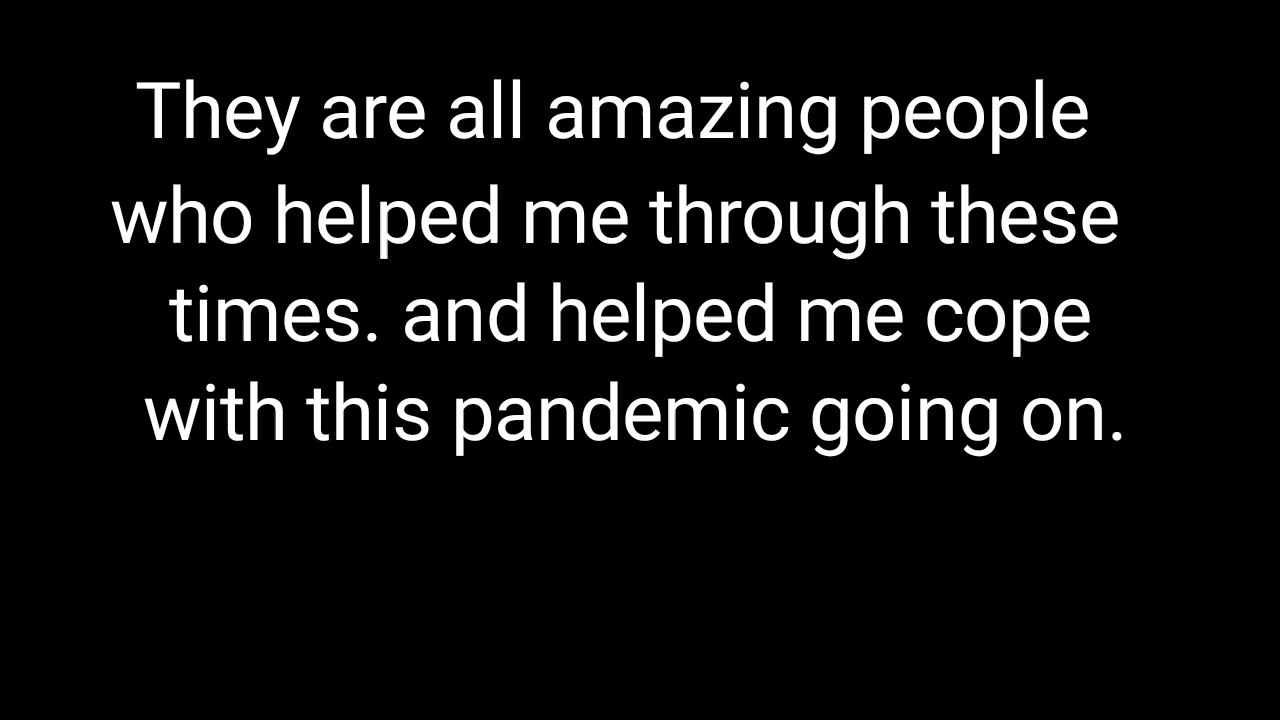 They are all amazing people
who helped me through these
times. and helped me cope
with this pandemic going on.